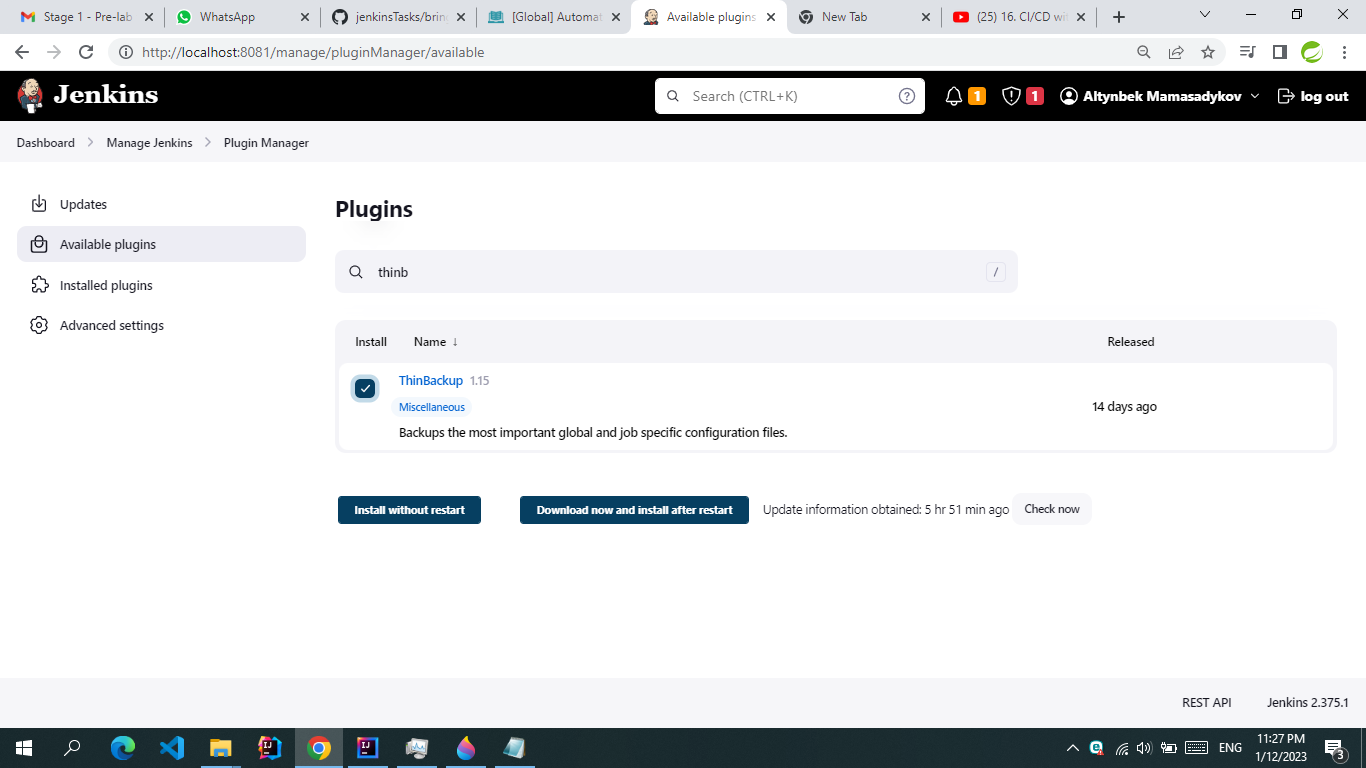 Stage 1 - Pre-lab
WhatsApp
jenkinsTasks/brin
[Global] Automat
Available plugins
New Tab
(25) 16. CI/CD wi
http://localhost:8081/manage/pluginManager/available
Jenkins
Search (CTRL+K)
?
1
1
Altynbek Mamasadykov
log out
Dashboard
Manage Jenkins
Plugin Manager
Updates
Available plugins
Installed plugins
Advanced settings
Plugins
thinb
/
Install Name ↓ Released
ThinBackup 1.15
Miscellaneous
14 days ago
Backups the most important global and job specific configuration files.
Install without restart
Download now and install after restart
Update information obtained: 5 hr 51 min ago
Check now
REST API
Jenkins 2.375.1
ENG
11:27 PM
1/12/2023
3